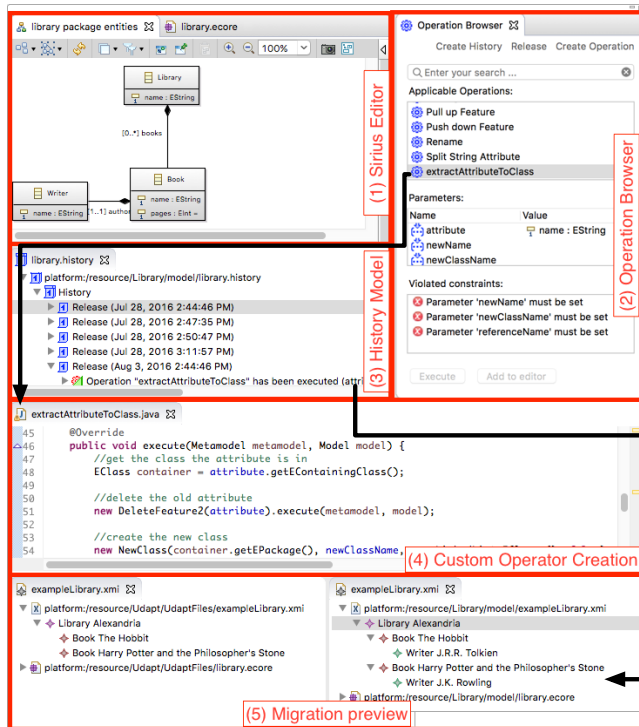 library package entities
library.ecore
100%
Library
name : EString
[0..*] books
Writer
name : EString
[1..1] author
Book
name : EString
pages : EInt =
(1) Sirius Editor
Operation Browser
Create History Release Create Operation
Enter your search ...
Applicable Operations:
Pull up Feature
Push down Feature
Rename
Split String Attribute
extractAttributeToClass
Parameters:
Name Value
attribute name : EString
newName
newClassName
Violated constraints:
Parameter 'newName' must be set
Parameter 'newClassName' must be set
Parameter 'referenceName' must be set
Execute Add to editor
(2) Operation Browser
library.history
platform:/resource/Library/model/library.history
History
Release (Jul 28, 2016 2:44:46 PM)
Release (Jul 28, 2016 2:47:35 PM)
Release (Jul 28, 2016 2:50:47 PM)
Release (Jul 28, 2016 3:11:57 PM)
Release (Aug 3, 2016 2:44:46 PM)
Operation "extractAttributeToClass" has been executed (attri
(3) History Model
extractAttributeToClass.java
45 @Override
46 public void execute(Metamodel metamodel, Model model) {
47 //get the class the attribute is in
48 EClass container = attribute.getEContainingClass();
49
50 //delete the old attribute
51 new DeleteFeature2(attribute).execute(metamodel, model);
52
53 //create the new class
54 new NewClass(container.getEPackage(), newClassName,
(4) Custom Operator Creation
exampleLibrary.xmi
platform:/resource/Udapt/UdaptFiles/exampleLibrary.xmi
Library Alexandria
Book The Hobbit
Book Harry Potter and the Philosopher's Stone
platform:/resource/Udapt/UdaptFiles/library.ecore
exampleLibrary.xmi
platform:/resource/Library/model/exampleLibrary.xmi
Library Alexandria
Book The Hobbit
Writer J.R.R. Tolkien
Book Harry Potter and the Philosopher's Stone
Writer J.K. Rowling
platform:/resource/Library/model/library.ecore
(5) Migration preview